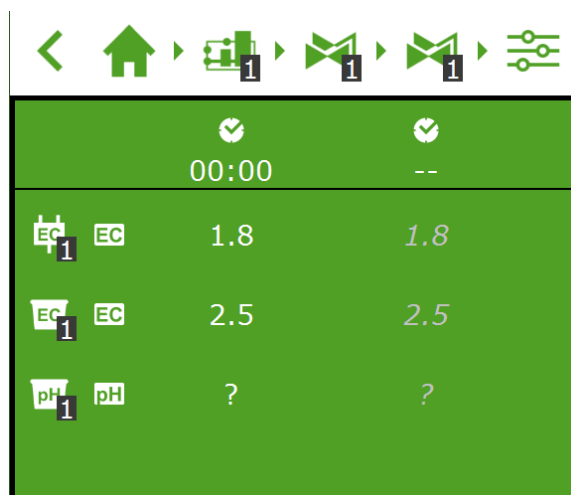 1 1 1
00:00 --
EC 1 EC 1.8 1.8
EC 1 EC 2.5 2.5
pH 1 pH ? ?